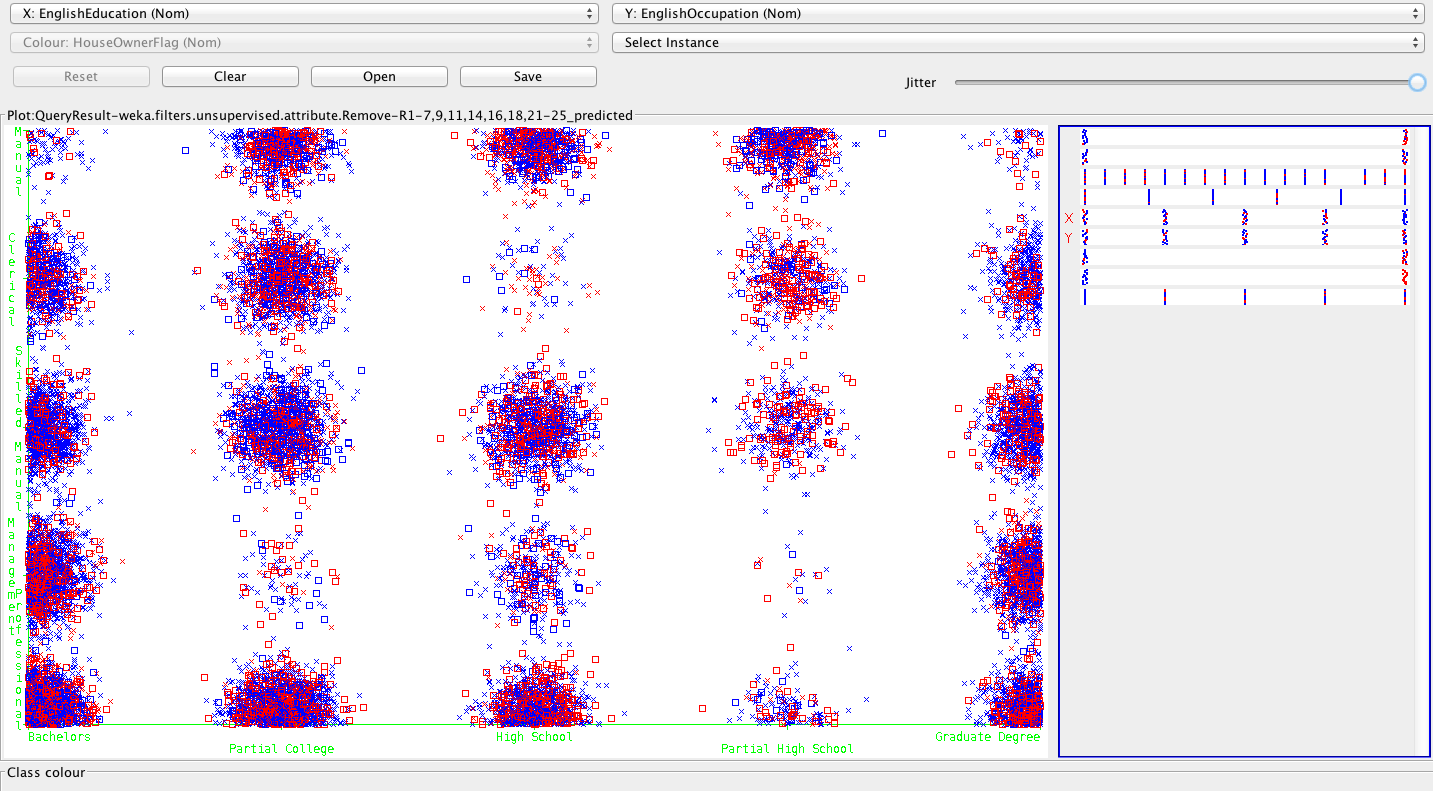 X: EnglishEducation (Nom)
Y: EnglishOccupation (Nom)
Colour: HouseOwnerFlag (Nom)
Select Instance
Reset
Clear
Open
Save
Jitter
Plot:QueryResult-weka.filters.unsupervised.attribute.Remove-R1-7,9,11,14,16,18,21-25_predicted
Manual
Clerical
Skilled Manual
Management
Professional
Bachelors
Partial College
High School
Partial High School
Graduate Degree
X
Y
Class colour